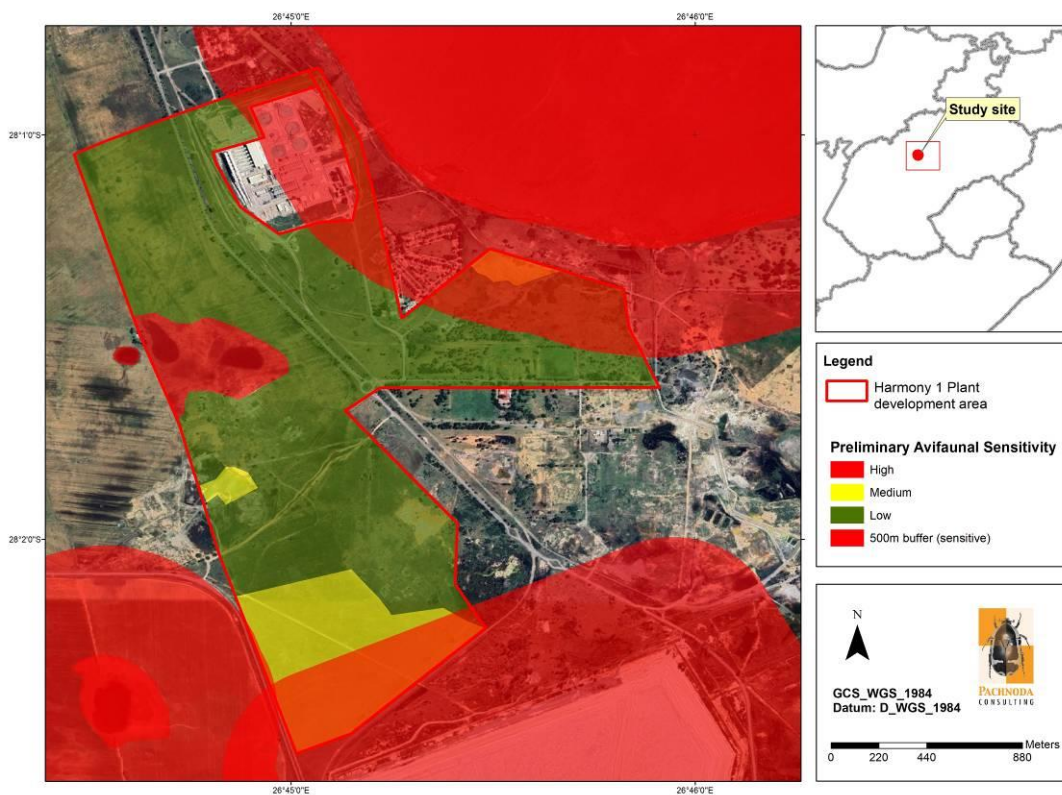 26°45'0"E
26°46'0"E
28°1'0"S
28°2'0"S
26°45'0"E
26°46'0"E
Study site
Legend
Harmony 1 Plant
development area
Preliminary Avifaunal Sensitivity
High
Medium
Low
500m buffer (sensitive)
N
PACHNODA
CONSULTING
GCS_WGS_1984
Datum: D_WGS_1984
Meters
0 220 440 880